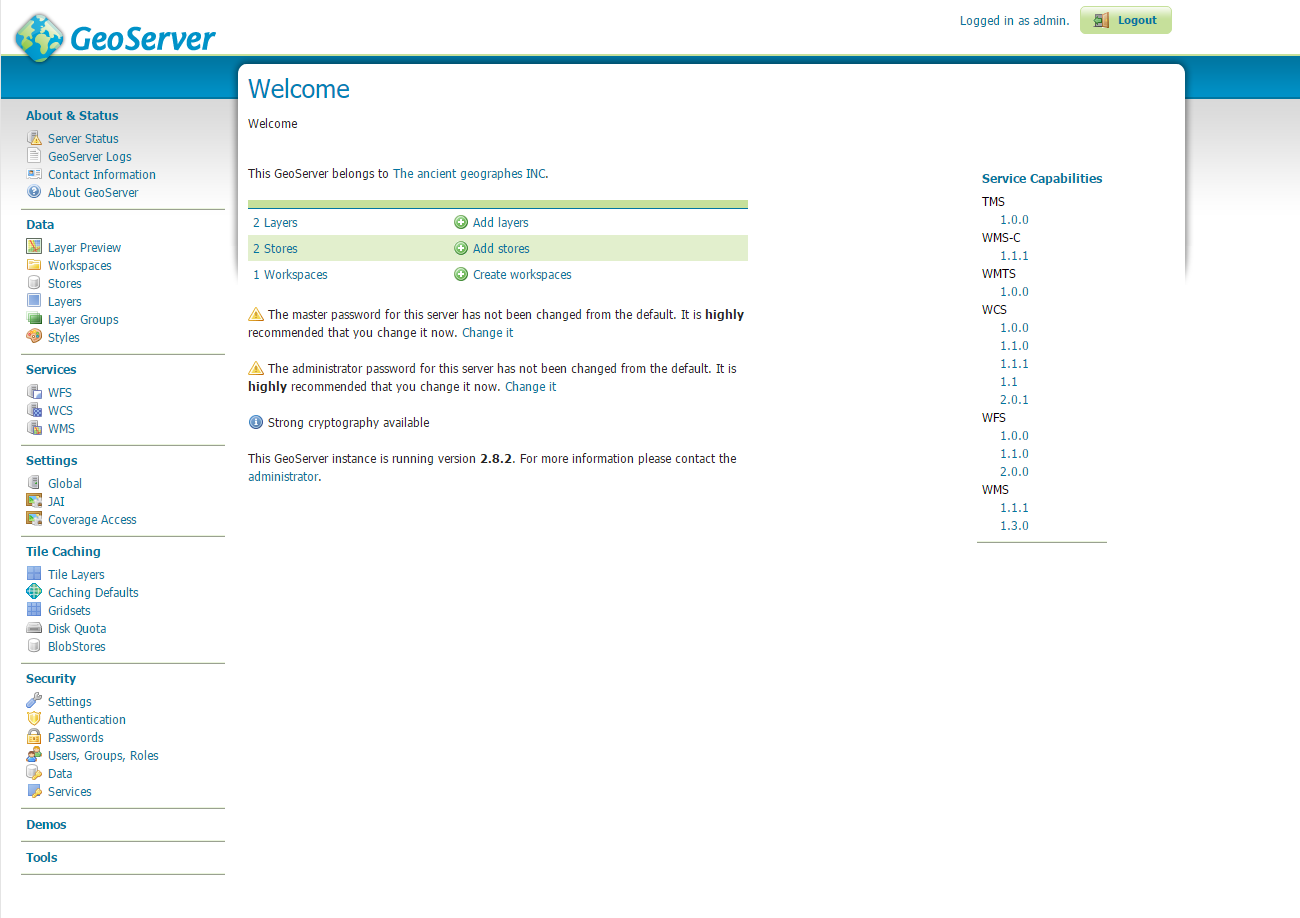 GeoServer
Logged in as admin.
Logout
About & Status
Server Status
GeoServer Logs
Contact Information
About GeoServer
Data
Layer Preview
Workspaces
Stores
Layers
Layer Groups
Styles
Services
WFS
WCS
WMS
Settings
Global
JAI
Coverage Access
Tile Caching
Tile Layers
Caching Defaults
Gridsets
Disk Quota
BlobStores
Security
Settings
Authentication
Passwords
Users, Groups, Roles
Data
Services
Demos
Tools
Welcome
Welcome
This GeoServer belongs to The ancient geographes INC.
2 Layers Add layers
2 Stores Add stores
1 Workspaces Create workspaces
The master password for this server has not been changed from the default. It is highly
recommended that you change it now. Change it
The administrator password for this server has not been changed from the default. It is
highly recommended that you change it now. Change it
Strong cryptography available
This GeoServer instance is running version 2.8.2. For more information please contact the
administrator.
Service Capabilities
TMS
1.0.0
WMS-C
1.1.1
WMTS
1.0.0
WCS
1.0.0
1.1.0
1.1.1
1.1
2.0.1
WFS
1.0.0
1.1.0
2.0.0
WMS
1.1.1
1.3.0